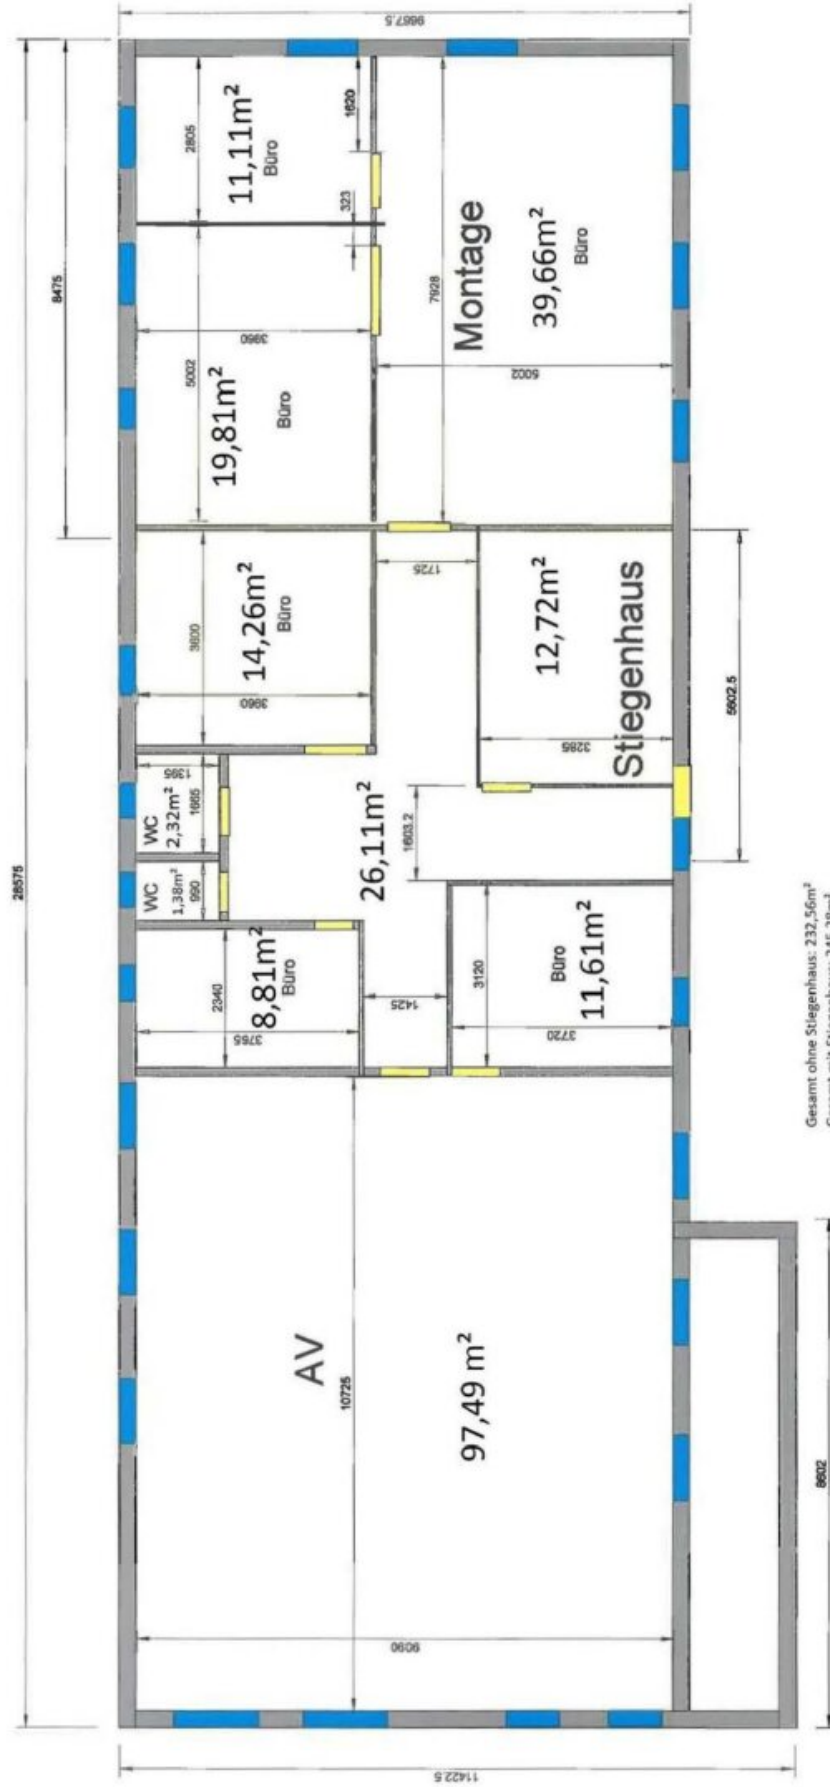 9667.5
28575
8475
2805
11,11m²
Büro
1620
323
5002
3960
19,81m²
Büro
7928
Montage
39,66m²
Büro
5002
3600
14,26m²
Büro
3960
1725
12,72m²
Stiegenhaus
3285
5602.5
WC
2,32m²
1395
1665
WC
1,38m²
990
26,11m²
1603.2
8,81m²
Büro
2340
3765
1425
3120
Büro
11,61m²
3720
AV
10725
97,49 m²
9090
11422.5
8602
Gesamt ohne Stiegenhaus: 232,56m²